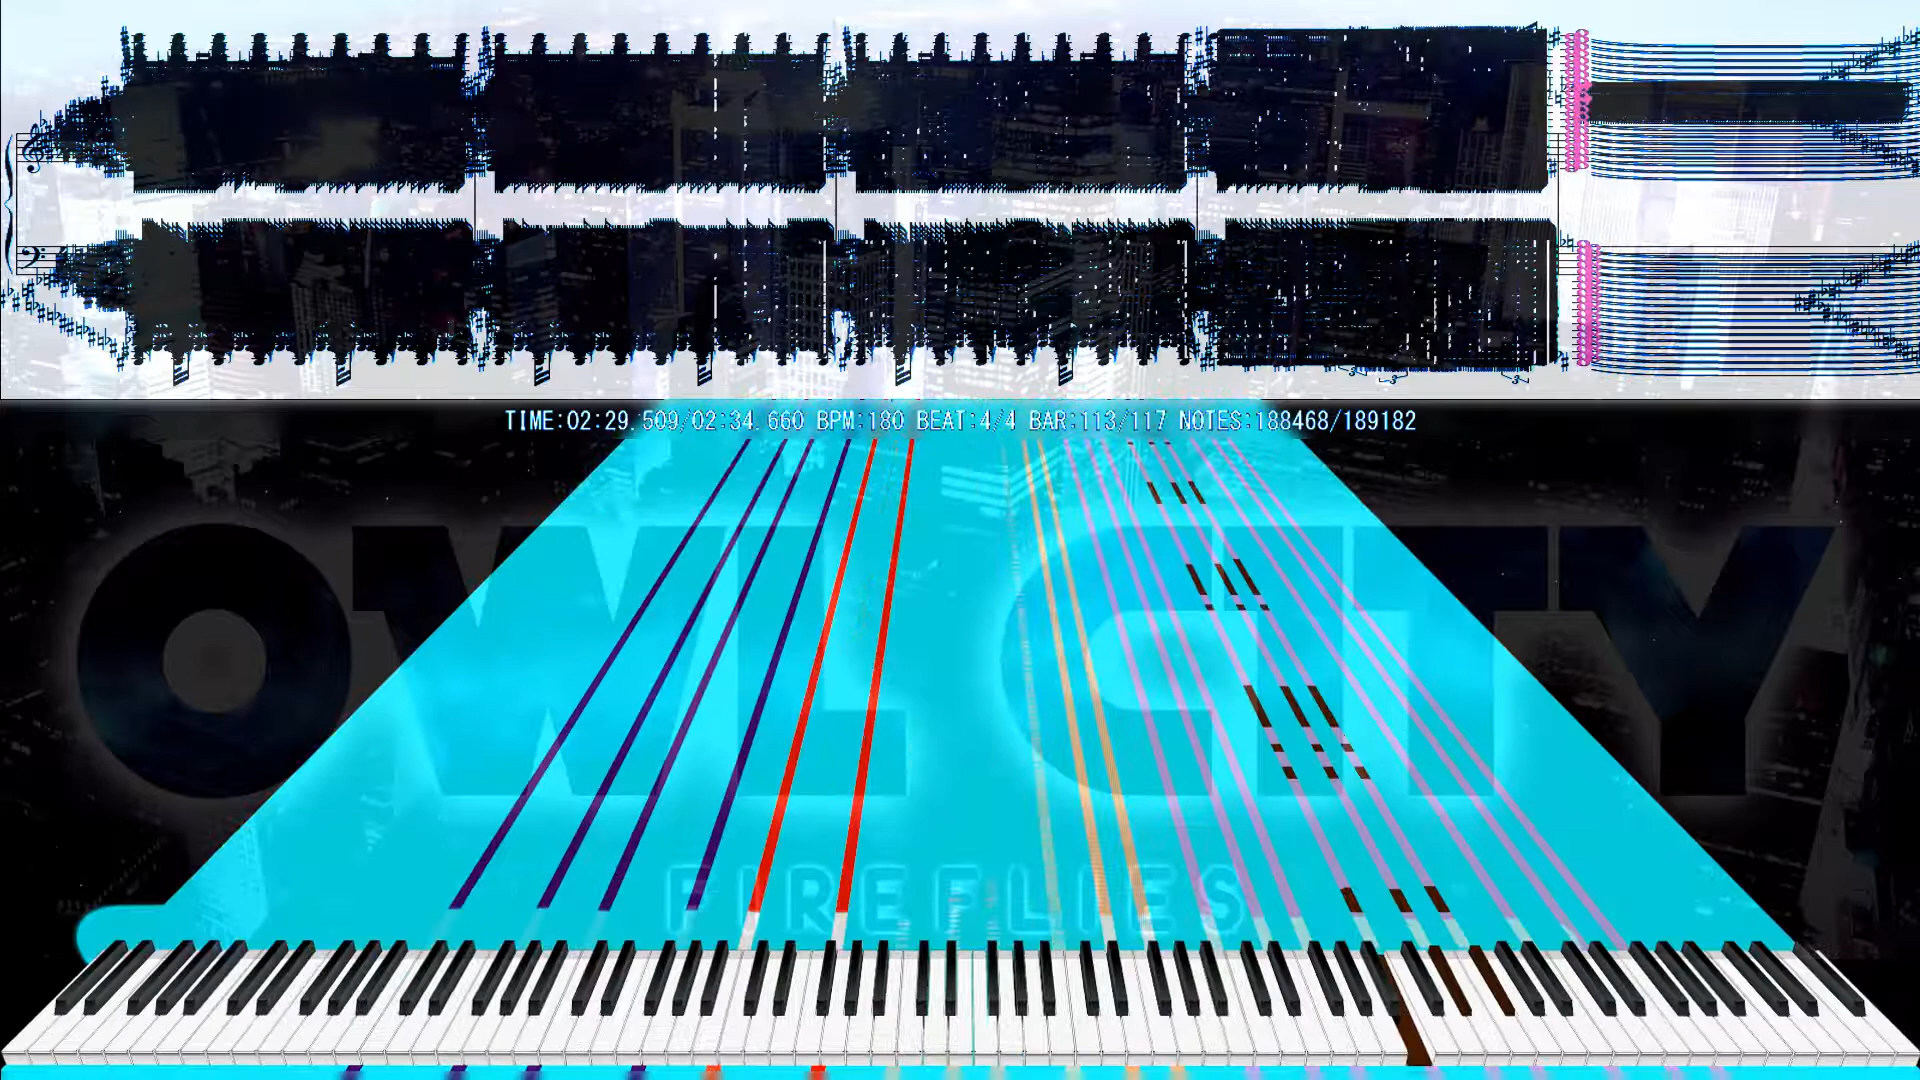 TIME:02:29.509/02:34.660 BPM:180 BEAT:4/4 BAR:113/117 NOTES:188468/189182
OWL CITY
FIREFLIES